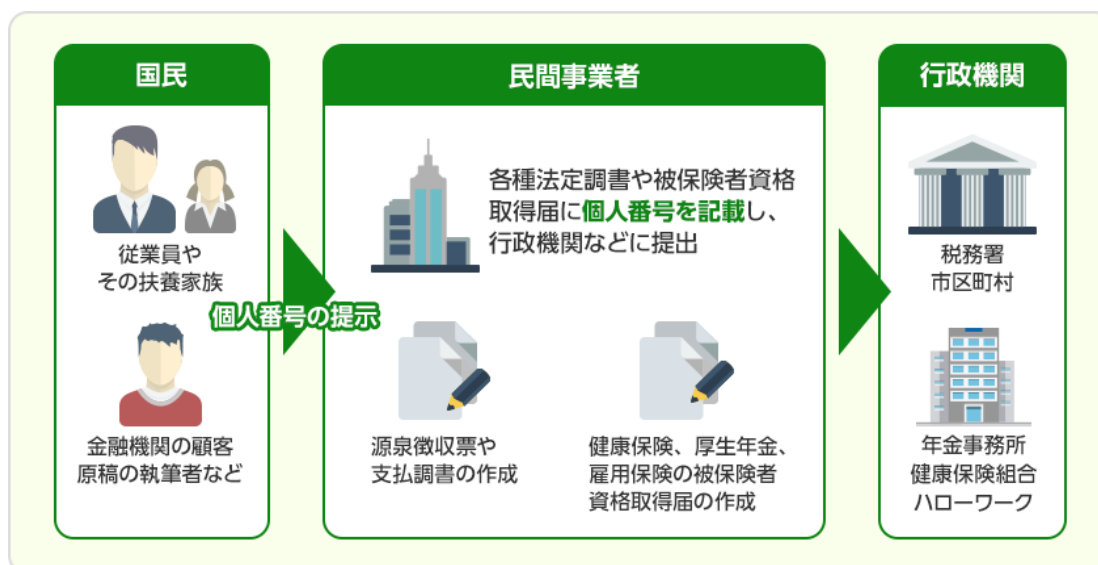 国民
従業員や
その扶養家族
金融機関の顧客
原稿の執筆者など
個人番号の提示
民間事業者
各種法定調書や被保険者資格
取得届に個人番号を記載し、
行政機関などに提出
源泉徴収票や
支払調書の作成
健康保険、厚生年金、
雇用保険の被保険者
資格取得届の作成
行政機関
税務署
市区町村
年金事務所
健康保険組合
ハローワーク